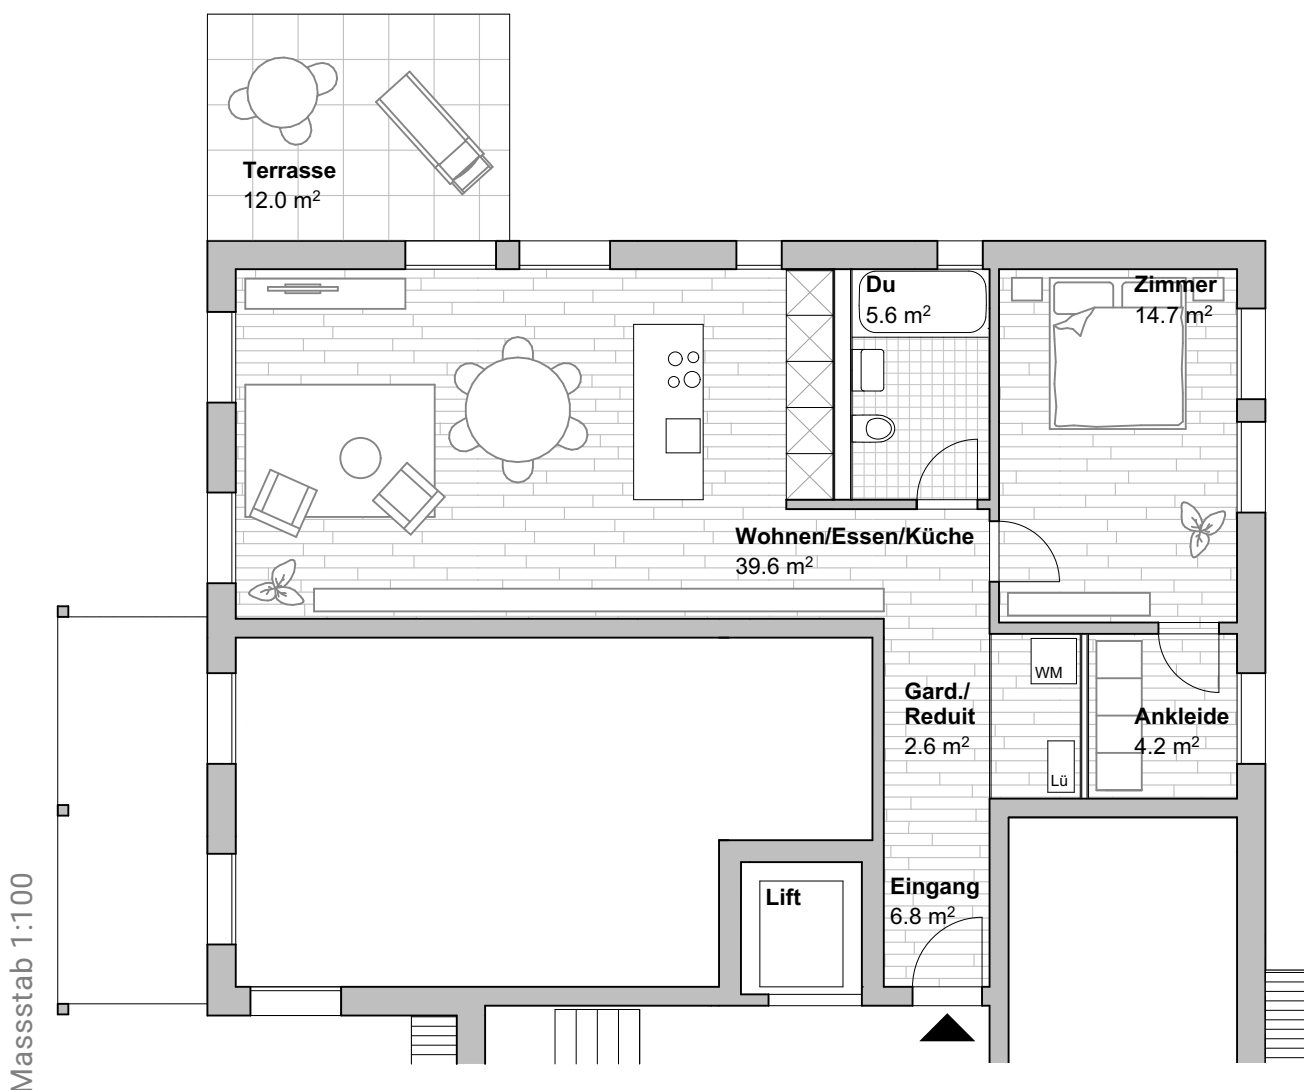 Terrasse
12.0 m²
Du
5.6 m²
Zimmer
14.7 m²
Wohnen/Essen/Küche
39.6 m²
WM
Gard./
Reduit
2.6 m²
Ankleide
4.2 m²
Lü
Eingang
6.8 m²
Lift
Massstab 1:100